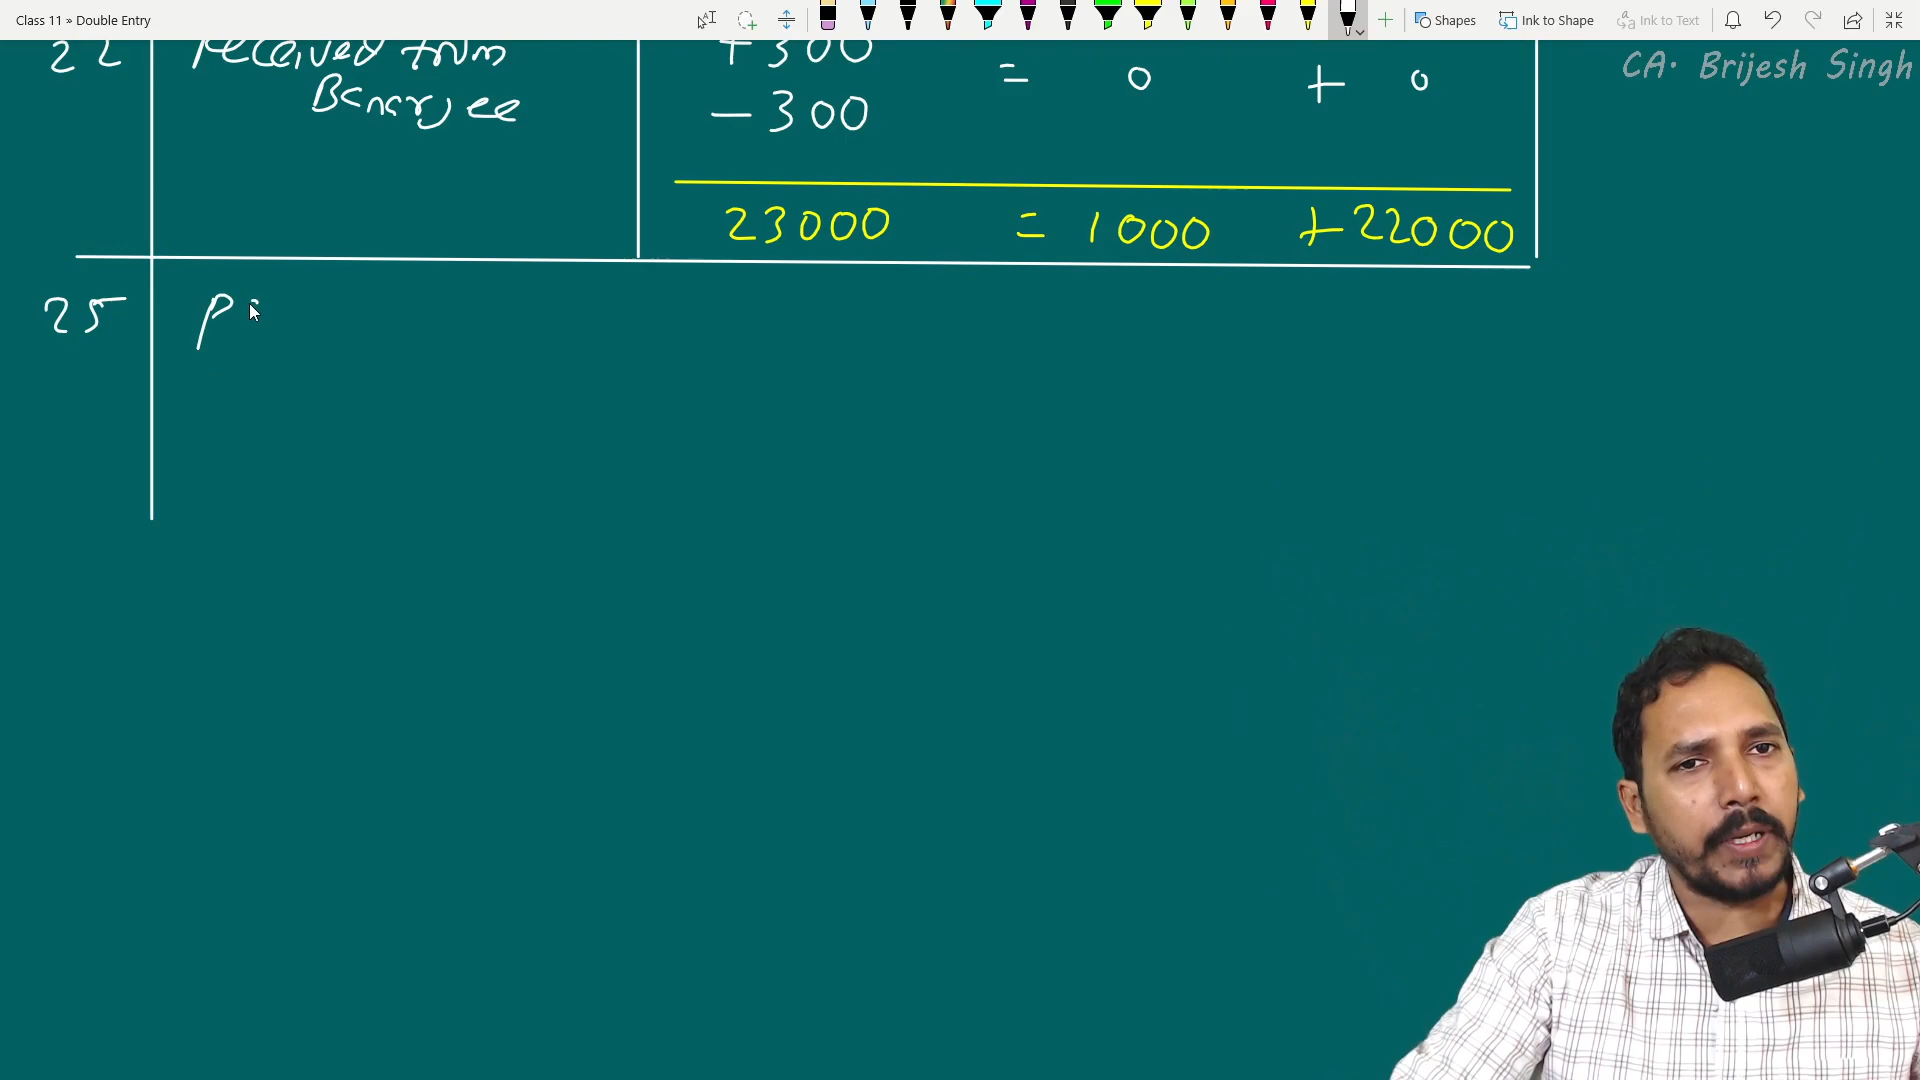 Class 11 » Double Entry
Shapes
Ink to Shape
Ink to Text
CA. Brijesh Singh
22 received from +300 = 0 + 0
Banarjee -300
23000 = 1000 +22000
25 P